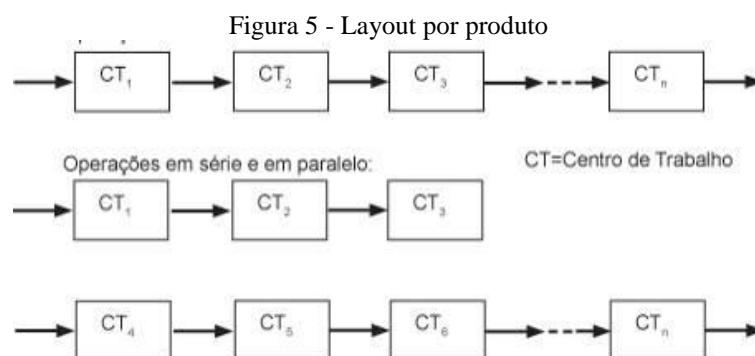 Figura 5 - Layout por produto
CT₁ CT₂ CT₃ CTₙ
Operações em série e em paralelo: CT=Centro de Trabalho
CT₁ CT₂ CT₃
CT₄ CT₅ CT₆ CTₙ